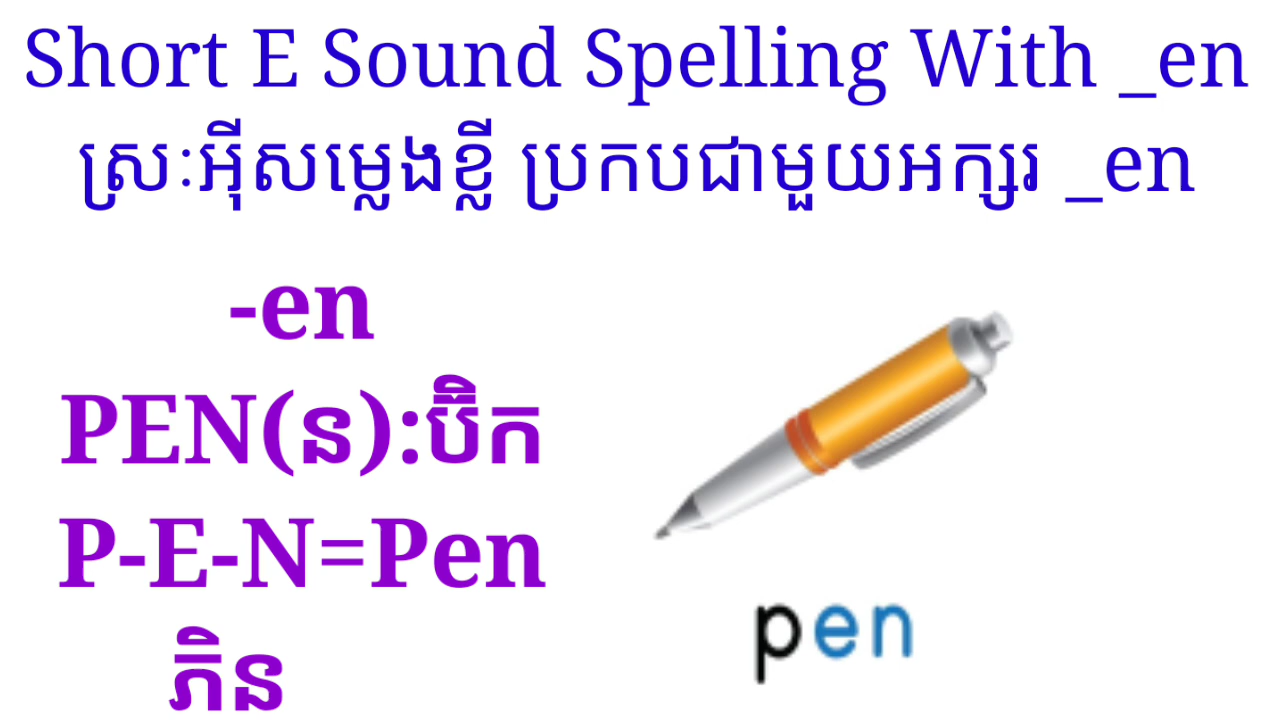 Short E Sound Spelling With _en
ស្រៈអ៊ីសម្លេងខ្លី ប្រកបជាមួយអក្សរ _en
-en
PEN(ន):ប៊ិក
P-E-N=Pen
ភិន
pen